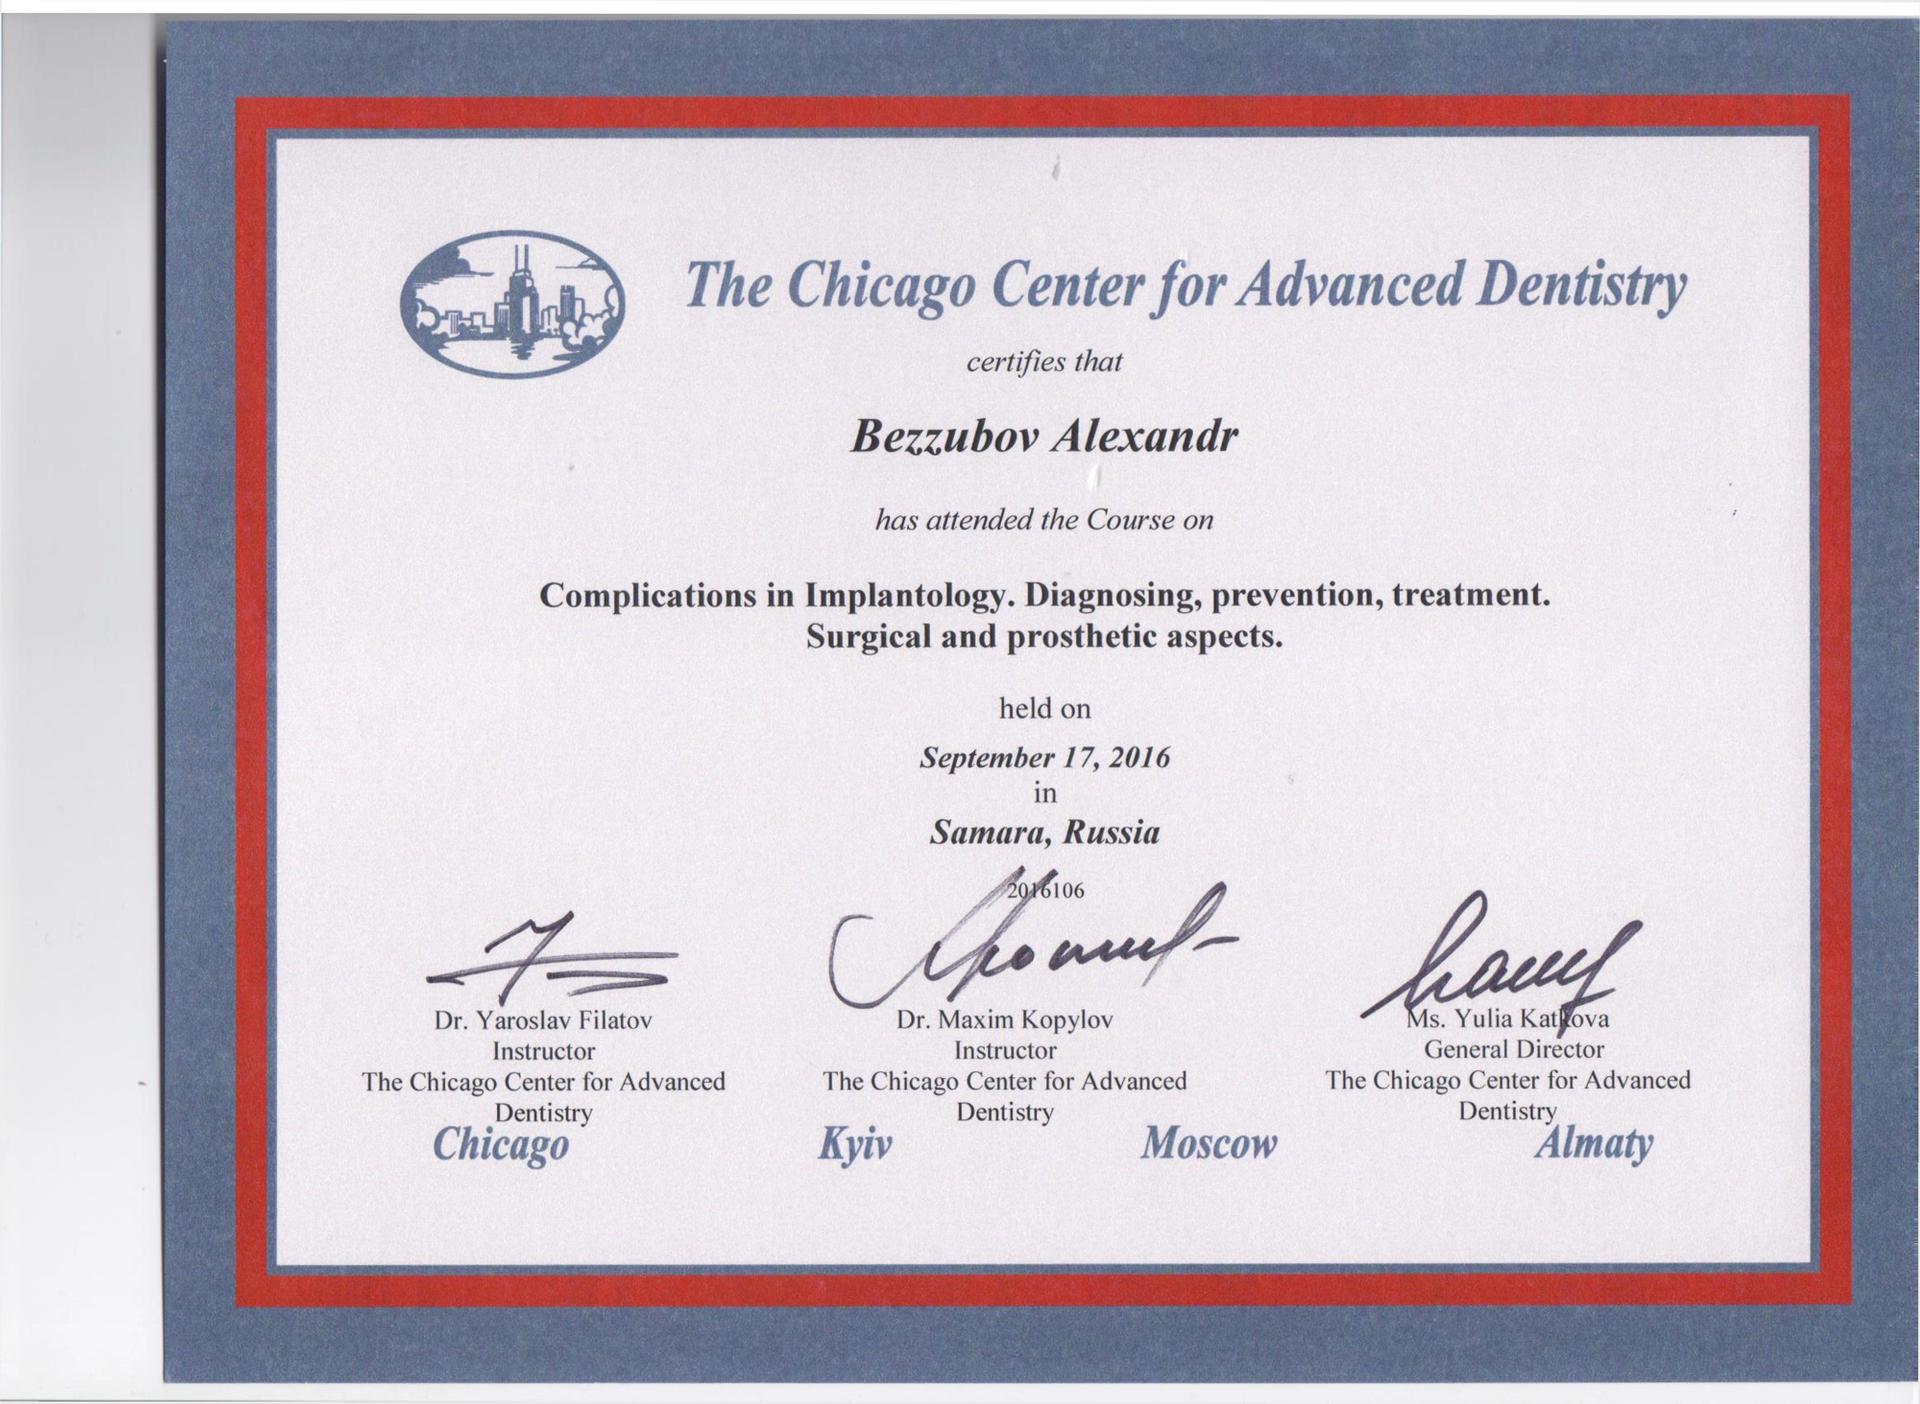 The Chicago Center for Advanced Dentistry
certifies that
Bezzubov Alexandr
has attended the Course on
Complications in Implantology. Diagnosing, prevention, treatment.
Surgical and prosthetic aspects.
held on
September 17, 2016
in
Samara, Russia
2016106
Dr. Yaroslav Filatov
Instructor
The Chicago Center for Advanced
Dentistry
Dr. Maxim Kopylov
Instructor
The Chicago Center for Advanced
Dentistry
Ms. Yulia Katkova
General Director
The Chicago Center for Advanced
Dentistry
Chicago Kyiv Moscow Almaty